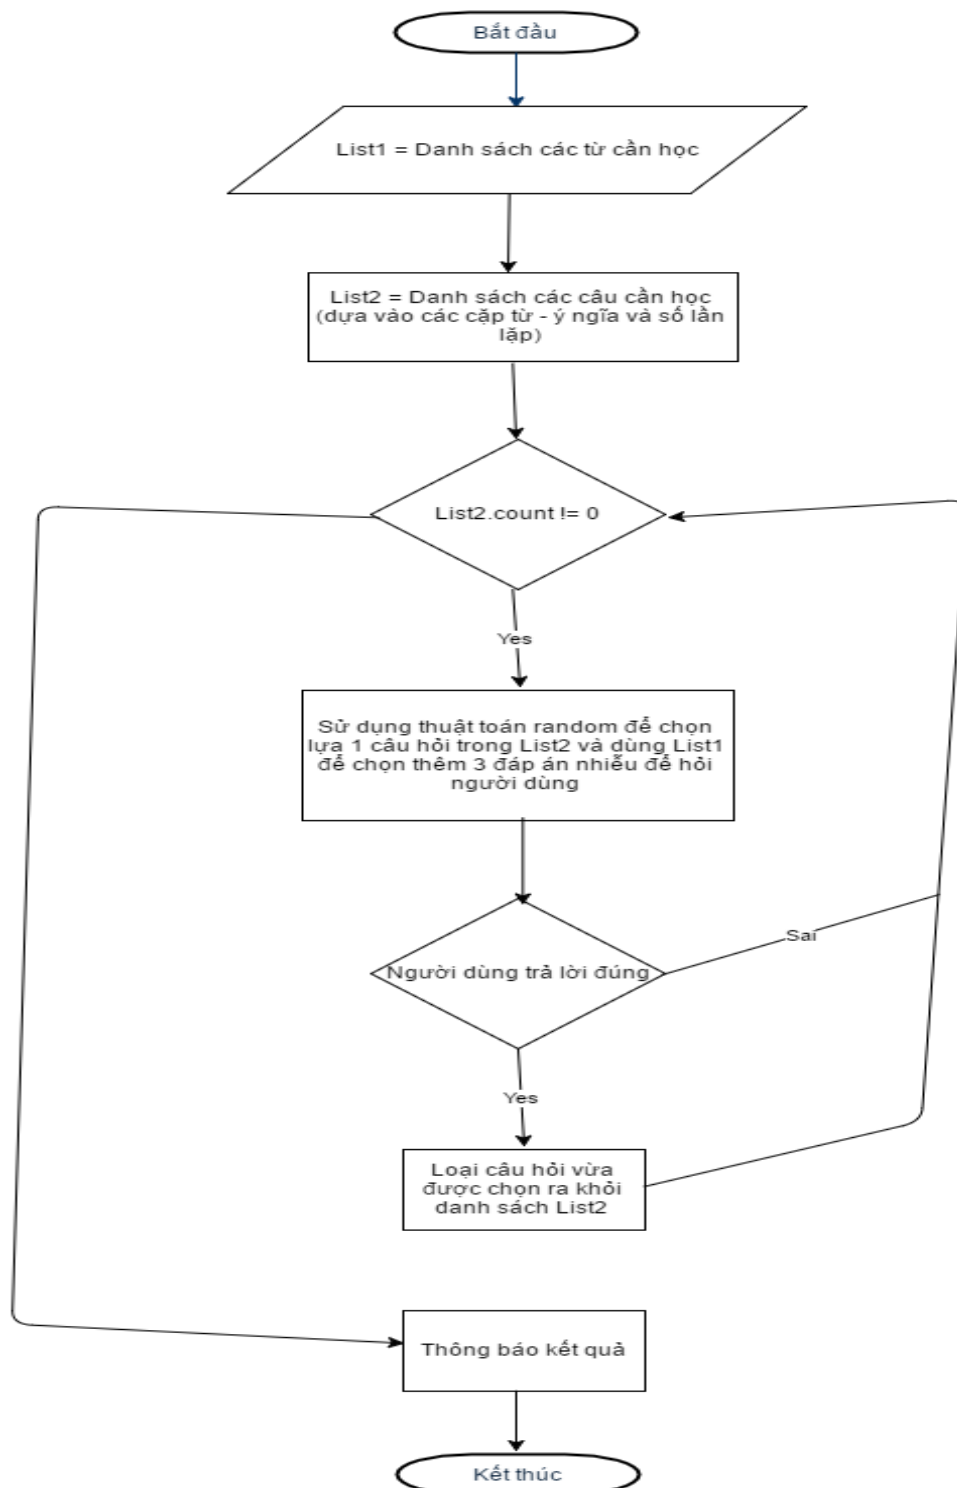 Bắt đầu
List1 = Danh sách các từ cần học
List2 = Danh sách các câu cần học
(dựa vào các cặp từ - ý ngĩa và số lần
lặp)
List2.count != 0
Yes
Sử dụng thuật toán random để chọn
lựa 1 câu hỏi trong List2 và dùng List1
để chọn thêm 3 đáp án nhiễu để hỏi
người dùng
Sai
Người dùng trả lời đúng
Yes
Loại câu hỏi vừa
được chọn ra khỏi
danh sách List2
Thông báo kết quả
Kết thúc